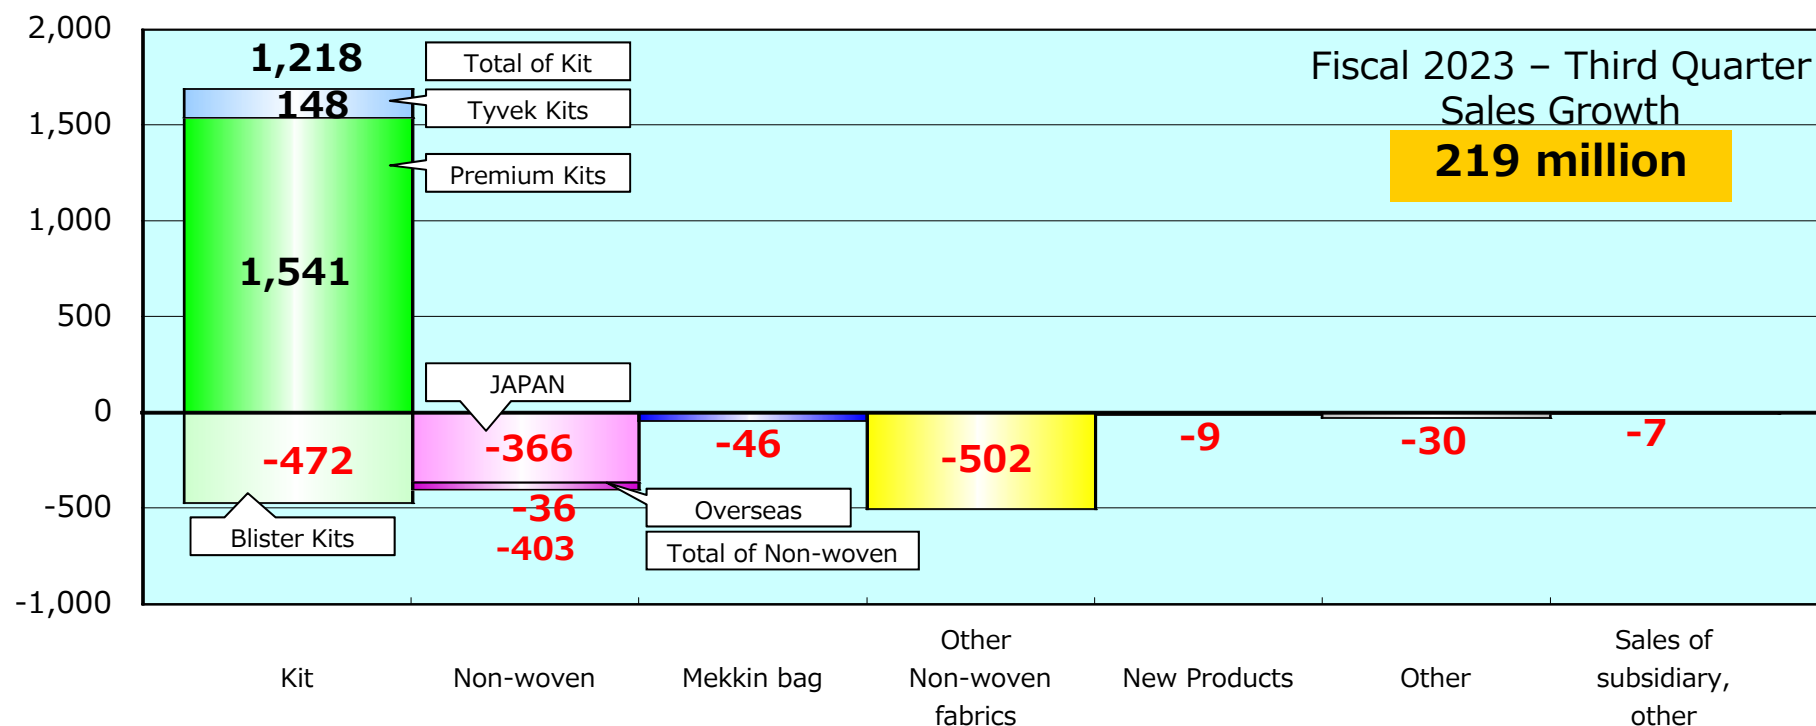 2,000
1,500
1,000
500
0
-500
-1,000
1,218
Total of Kit
148
Tyvek Kits
Premium Kits
1,541
Fiscal 2023 – Third Quarter
Sales Growth
219 million
JAPAN
-472
-366
-46
-502
-9
-30
-7
Blister Kits
-36
Overseas
-403
Total of Non-woven
Kit
Non-woven
Mekkin bag
Other
Non-woven
fabrics
New Products
Other
Sales of
subsidiary,
other